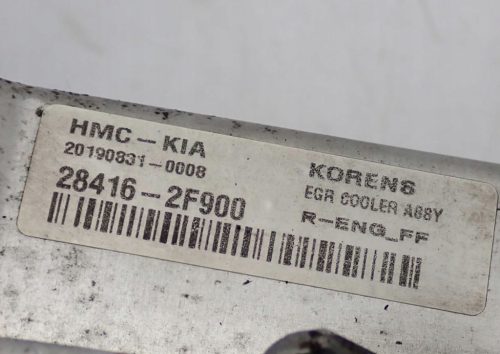 HMC-KIA
20190831-0008
28416-2F900
KORENS
EGR COOLER ASSY
R-ENG_FF